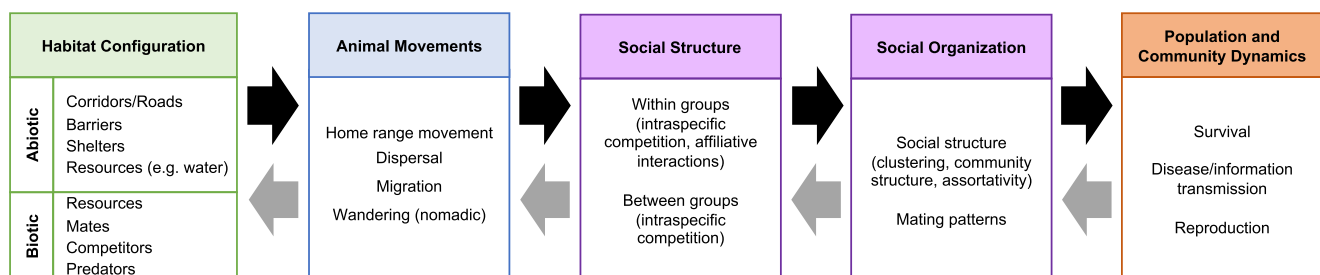 Habitat Configuration
Abiotic
Corridors/Roads
Barriers
Shelters
Resources (e.g. water)
Biotic
Resources
Mates
Competitors
Predators
Animal Movements
Home range movement
Dispersal
Migration
Wandering (nomadic)
Social Structure
Within groups
(intraspecific
competition, affiliative
interactions)
Between groups
(intraspecific
competition)
Social Organization
Social structure
(clustering, community
structure, assortativity)
Mating patterns
Population and
Community Dynamics
Survival
Disease/information
transmission
Reproduction